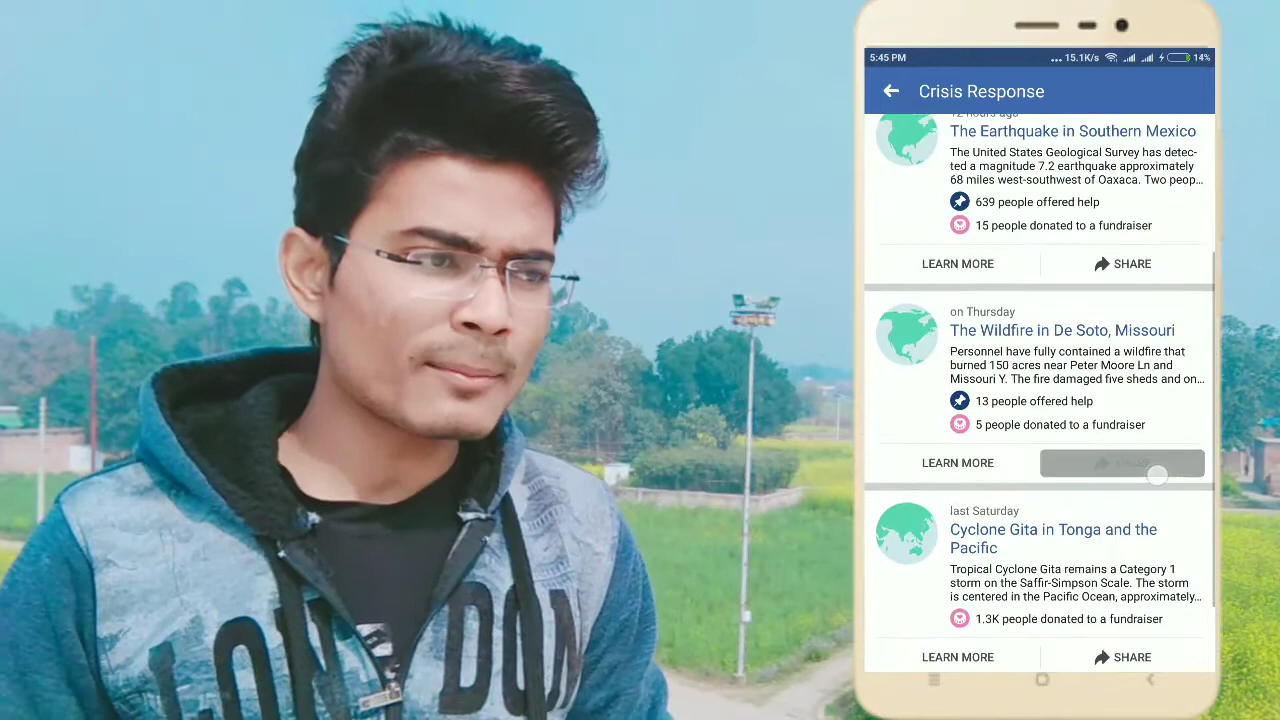 5:45 PM
... 15.1K/s
14%
Crisis Response
12 hours ago
The Earthquake in Southern Mexico
The United States Geological Survey has detec-
ted a magnitude 7.2 earthquake approximately
68 miles west-southwest of Oaxaca. Two peop...
639 people offered help
15 people donated to a fundraiser
LEARN MORE
SHARE
on Thursday
The Wildfire in De Soto, Missouri
Personnel have fully contained a wildfire that
burned 150 acres near Peter Moore Ln and
Missouri Y. The fire damaged five sheds and on...
13 people offered help
5 people donated to a fundraiser
LEARN MORE
SHARE
last Saturday
Cyclone Gita in Tonga and the
Pacific
Tropical Cyclone Gita remains a Category 1
storm on the Saffir-Simpson Scale. The storm
is centered in the Pacific Ocean, approximately...
1.3K people donated to a fundraiser
LEARN MORE
SHARE
LONDON